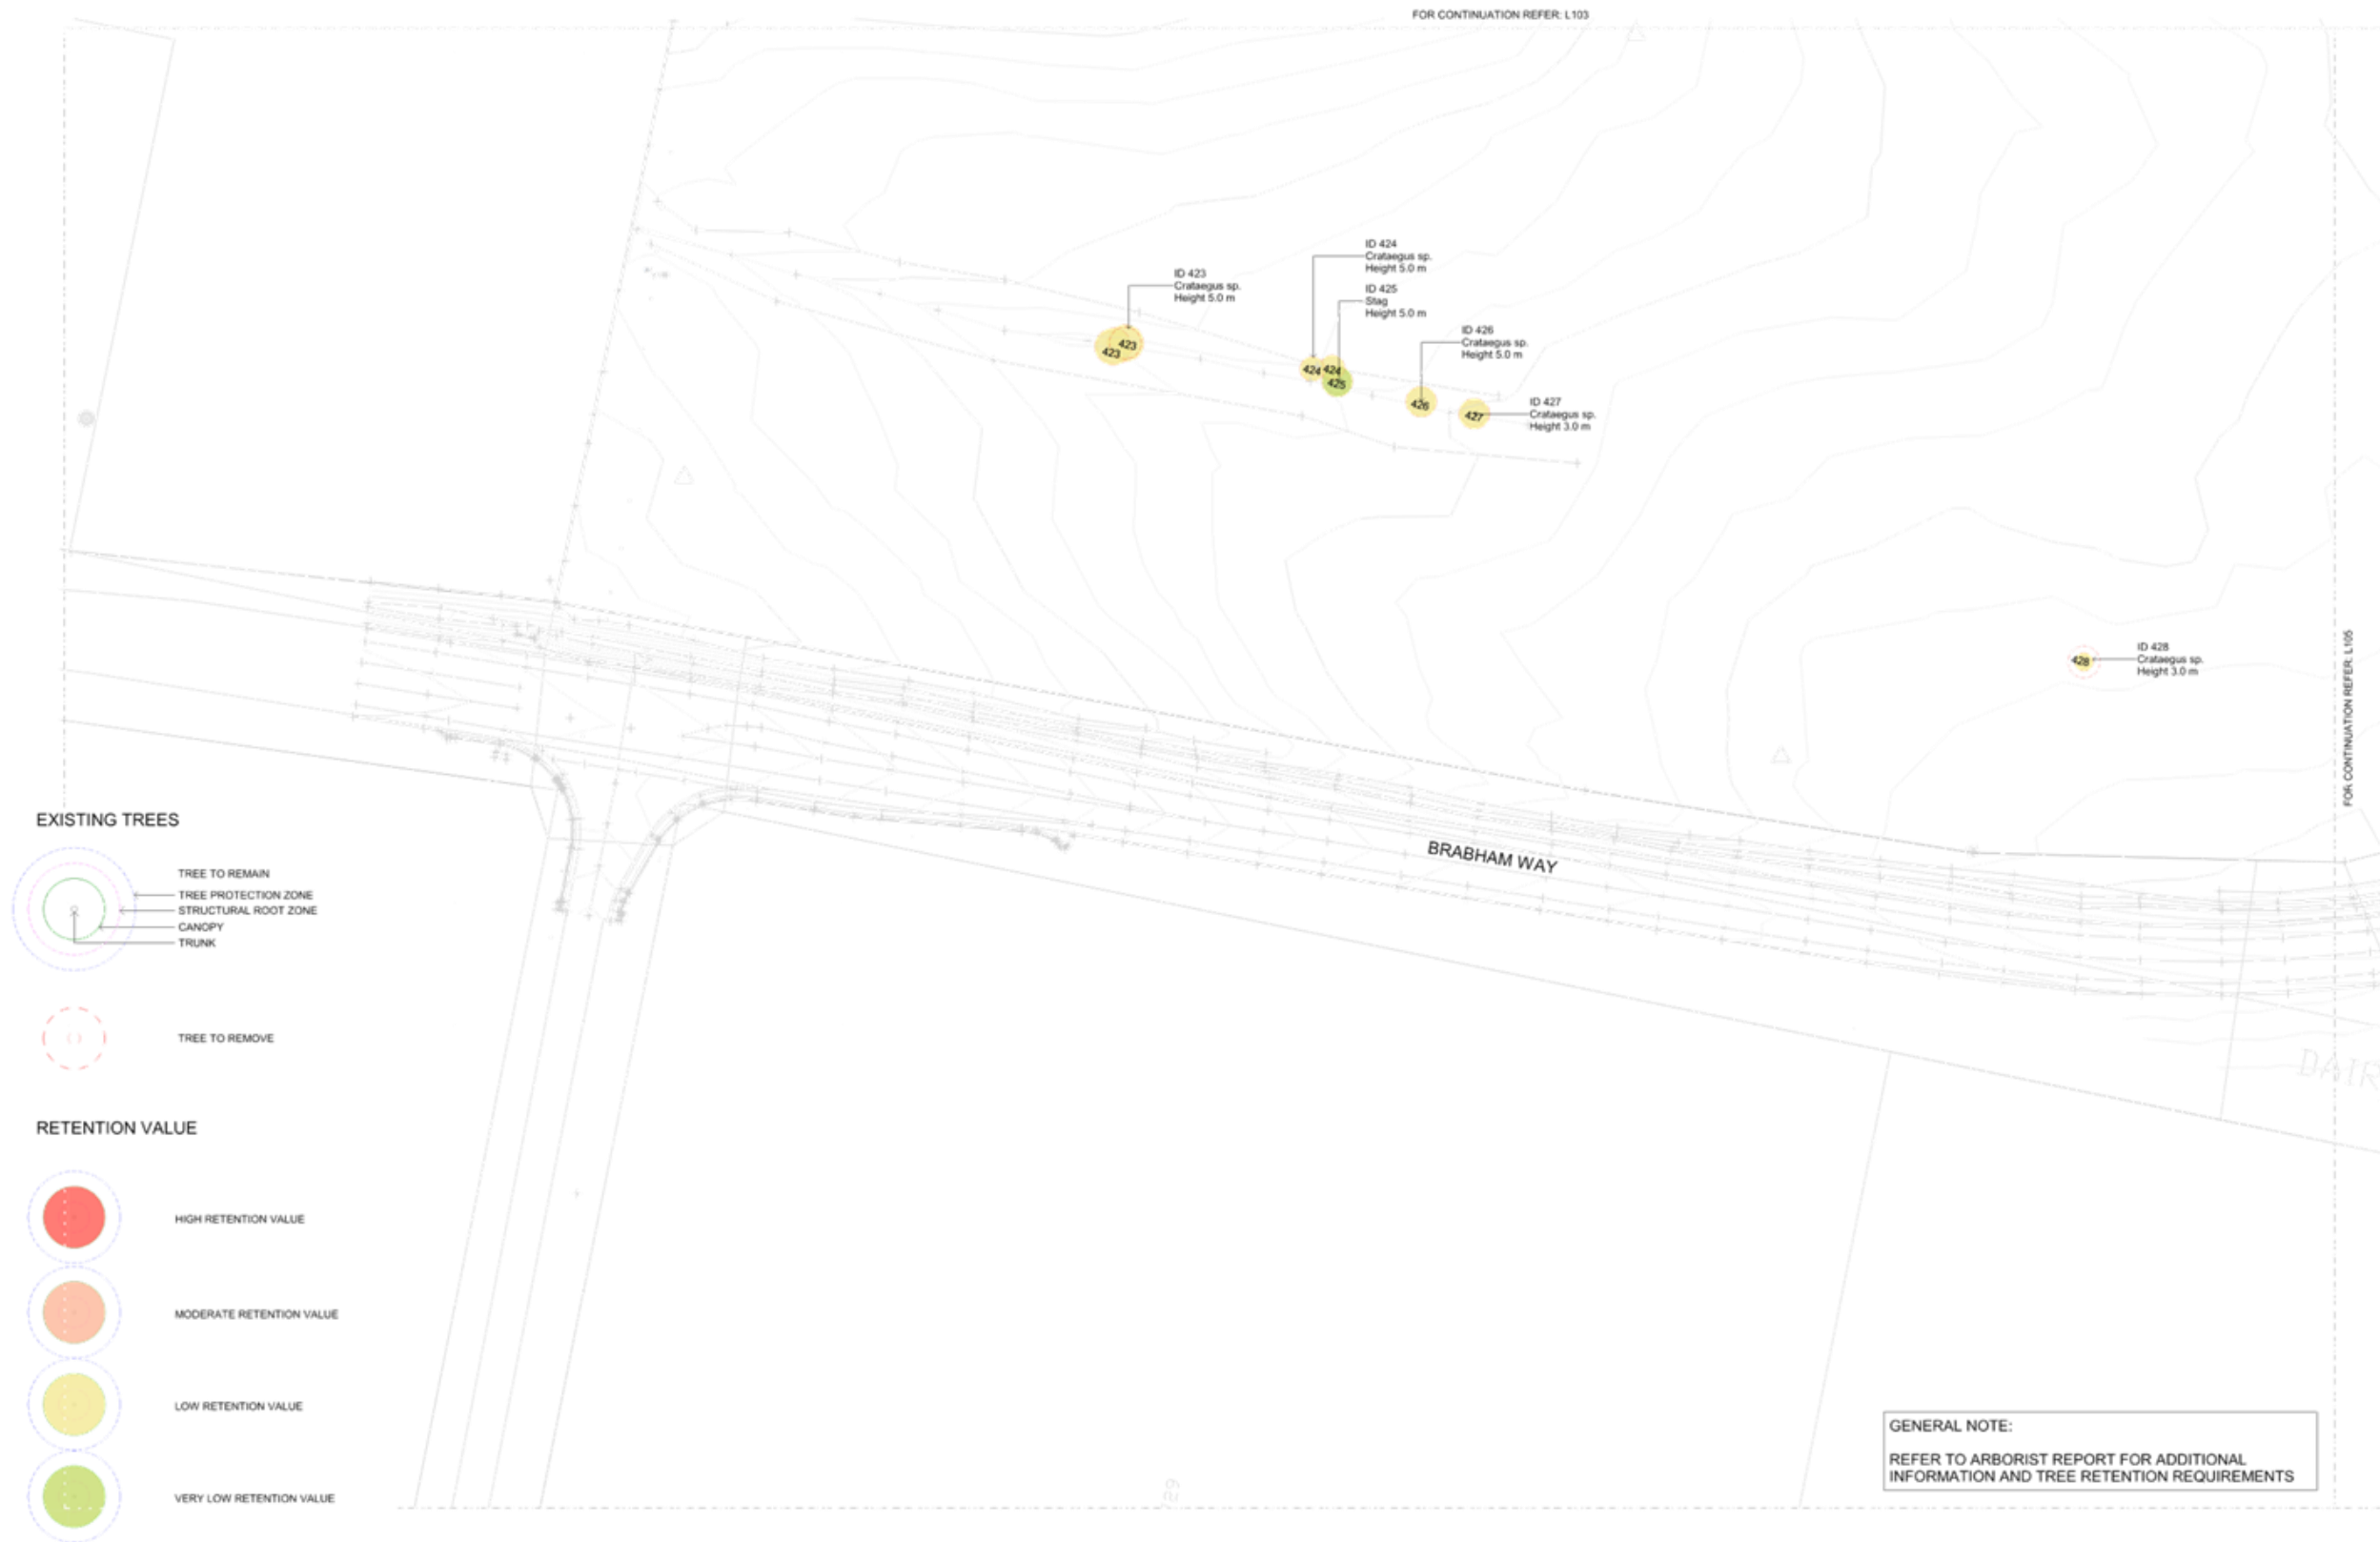 FOR CONTINUATION REFER: L103
ID 424
Crataegus sp.
Height 5.0 m
ID 423
Crataegus sp.
Height 5.0 m
ID 425
Stag
Height 5.0 m
ID 426
Crataegus sp.
Height 5.0 m
423
423
424
424
425
426
427
ID 427
Crataegus sp.
Height 3.0 m
428
ID 428
Crataegus sp.
Height 3.0 m
FOR CONTINUATION REFER: L105
BRABHAM WAY
DAIR
EXISTING TREES
TREE TO REMAIN
TREE PROTECTION ZONE
STRUCTURAL ROOT ZONE
CANOPY
TRUNK
TREE TO REMOVE
RETENTION VALUE
HIGH RETENTION VALUE
MODERATE RETENTION VALUE
LOW RETENTION VALUE
VERY LOW RETENTION VALUE
GENERAL NOTE:
REFER TO ARBORIST REPORT FOR ADDITIONAL
INFORMATION AND TREE RETENTION REQUIREMENTS